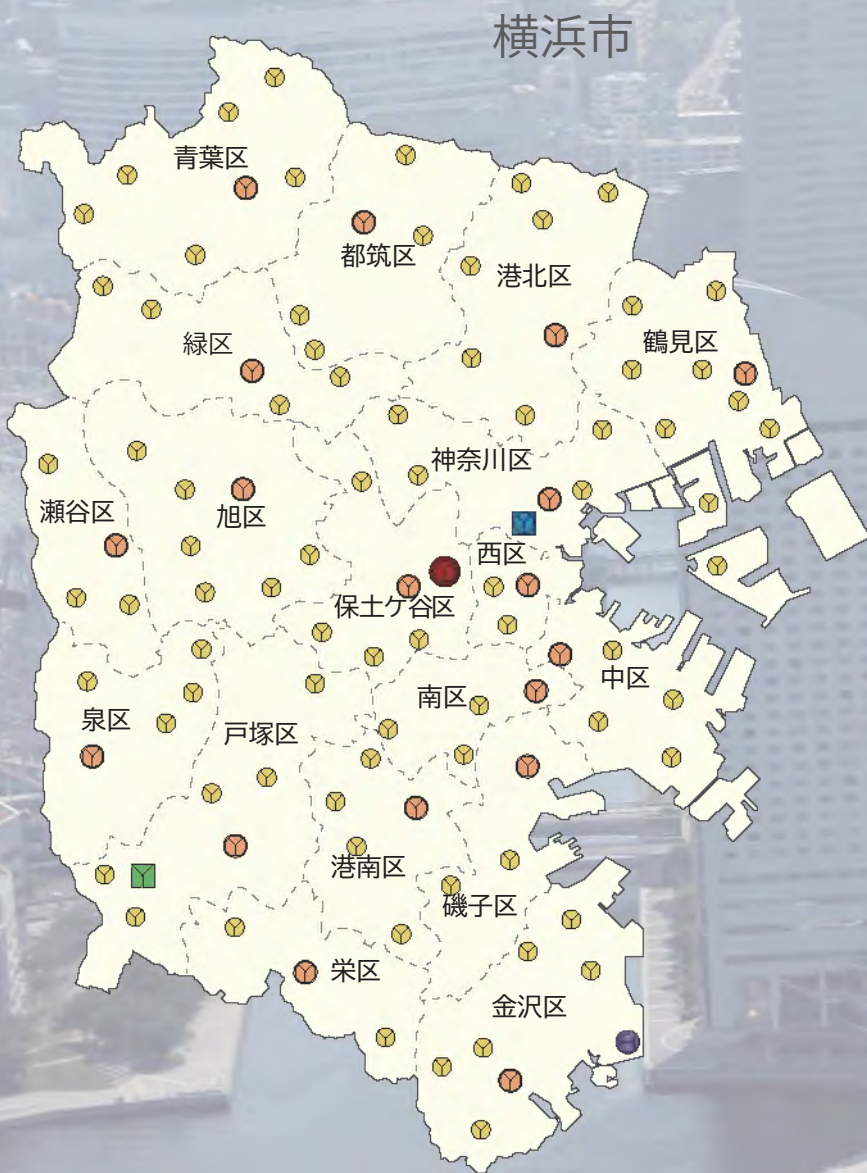 横浜市
青葉区
都筑区
港北区
緑区
鶴見区
神奈川区
瀬谷区
旭区
西区
保土ケ谷区
中区
南区
泉区
戸塚区
港南区
磯子区
栄区
金沢区